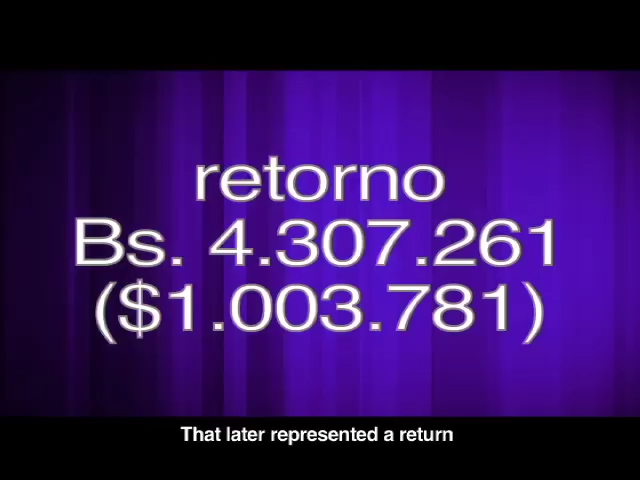 retorno
Bs. 4.307.261
($1.003.781)
That later represented a return